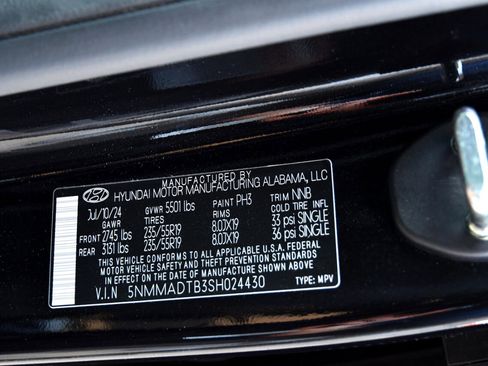 MANUFACTURED BY
HYUNDAI MOTOR MANUFACTURING ALABAMA, LLC
Jul/10/24 GVWR 5501 lbs PAINT PH3 TRIM NNB
GAWR TIRES RIMS COLD TIRE INFL
FRONT 2745 lbs 235/55R19 8.0JX19 33 psi SINGLE
REAR 3131 lbs 235/55R19 8.0JX19 36 psi SINGLE
THIS VEHICLE CONFORMS TO ALL APPLICABLE U.S.A. FEDERAL
MOTOR VEHICLE SAFETY AND THEFT PREVENTION STANDARDS
IN EFFECT ON THE DATE OF MANUFACTURE SHOWN ABOVE.
V.I.N 5NMMADTB3SH024430 TYPE: MPV